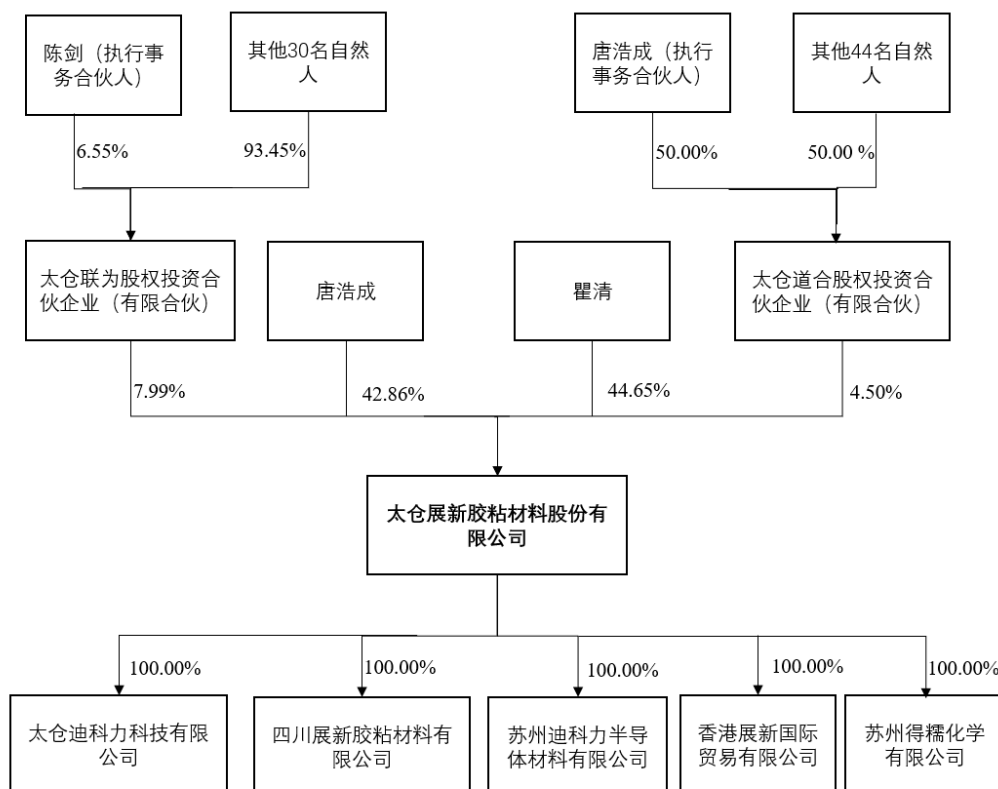 陈剑（执行事
务合伙人）
其他30名自然
人
唐浩成（执行
事务合伙人）
其他44名自然
人
6.55%
93.45%
50.00%
50.00 %
太仓联为股权投资合
伙企业（有限合伙）
唐浩成
瞿清
太仓道合股权投资合
伙企业（有限合伙）
7.99%
42.86%
44.65%
4.50%
太仓展新胶粘材料股份有
限公司
100.00%
100.00%
100.00%
100.00%
100.00%
太仓迪科力科技有限
公司
四川展新胶粘材料有
限公司
苏州迪科力半导
体材料有限公司
香港展新国际
贸易有限公司
苏州得糯化学
有限公司